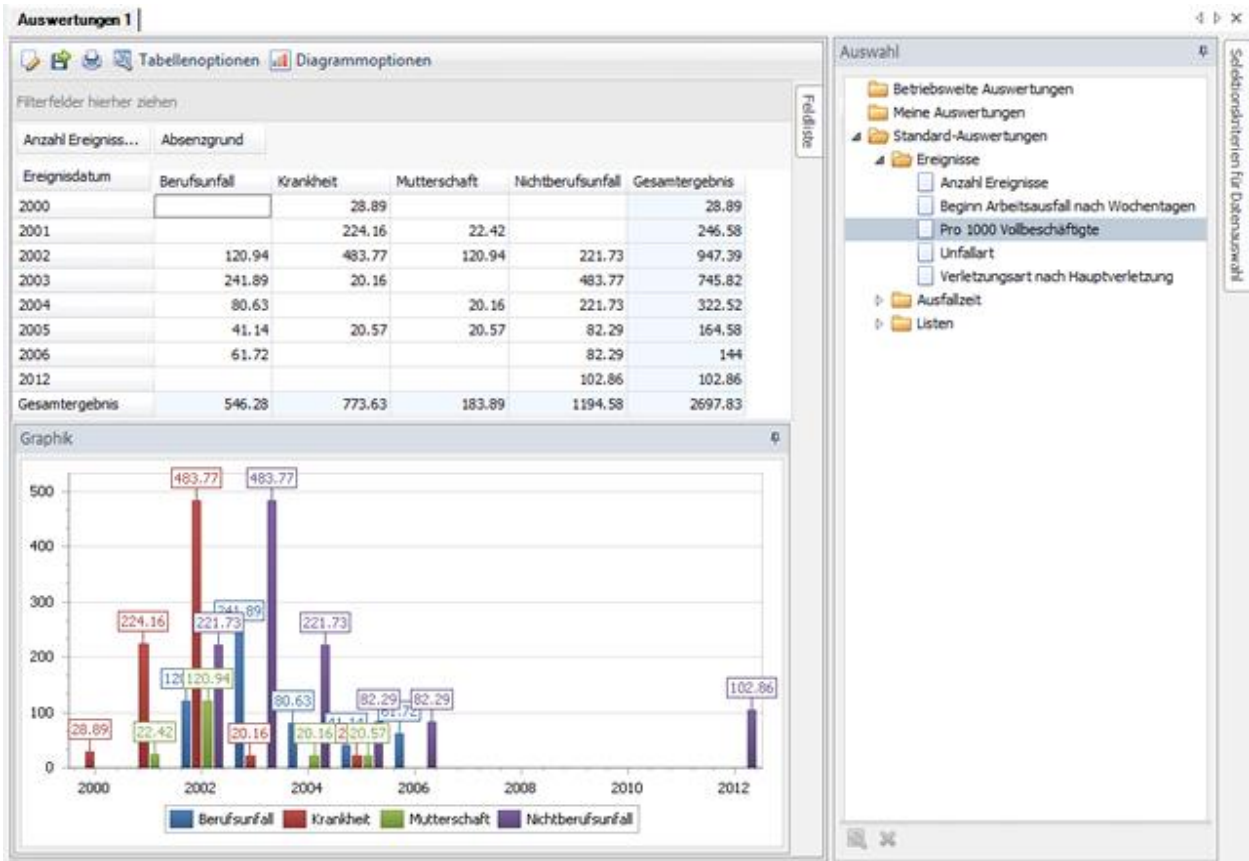 Auswertungen 1
Tabellenoptionen Diagrammoptionen
Filterfelder hierher ziehen
Anzahl Ereigniss... Absenzgrund
Ereignisdatum Berufsunfall Krankheit Mutterschaft Nichtberufsunfall Gesamtergebnis
2000 28.89 28.89
2001 224.16 22.42 246.58
2002 120.94 483.77 120.94 221.73 947.39
2003 241.89 20.16 483.77 745.82
2004 80.63 20.16 221.73 322.52
2005 41.14 20.57 20.57 82.29 164.58
2006 61.72 82.29 144
2012 102.86 102.86
Gesamtergebnis 546.28 773.63 183.89 1194.58 2697.83
Feldliste
Graphik
483.77 483.77
500
400
300
241.89
224.16 221.73 221.73
200
120.94
102.86
80.63 82.29 82.29
61.72
100
28.89 22.42 20.16 20.16 20.57
0
2000 2002 2004 2006 2008 2010 2012
Berufsunfall Krankheit Mutterschaft Nichtberufsunfall
Auswahl
Betriebsweite Auswertungen
Meine Auswertungen
Standard-Auswertungen
Ereignisse
Anzahl Ereignisse
Beginn Arbeitsausfall nach Wochentagen
Pro 1000 Vollbeschäftigte
Unfallart
Verletzungsart nach Hauptverletzung
Ausfallzeit
Listen
Selektionskriterien für Datenauswahl